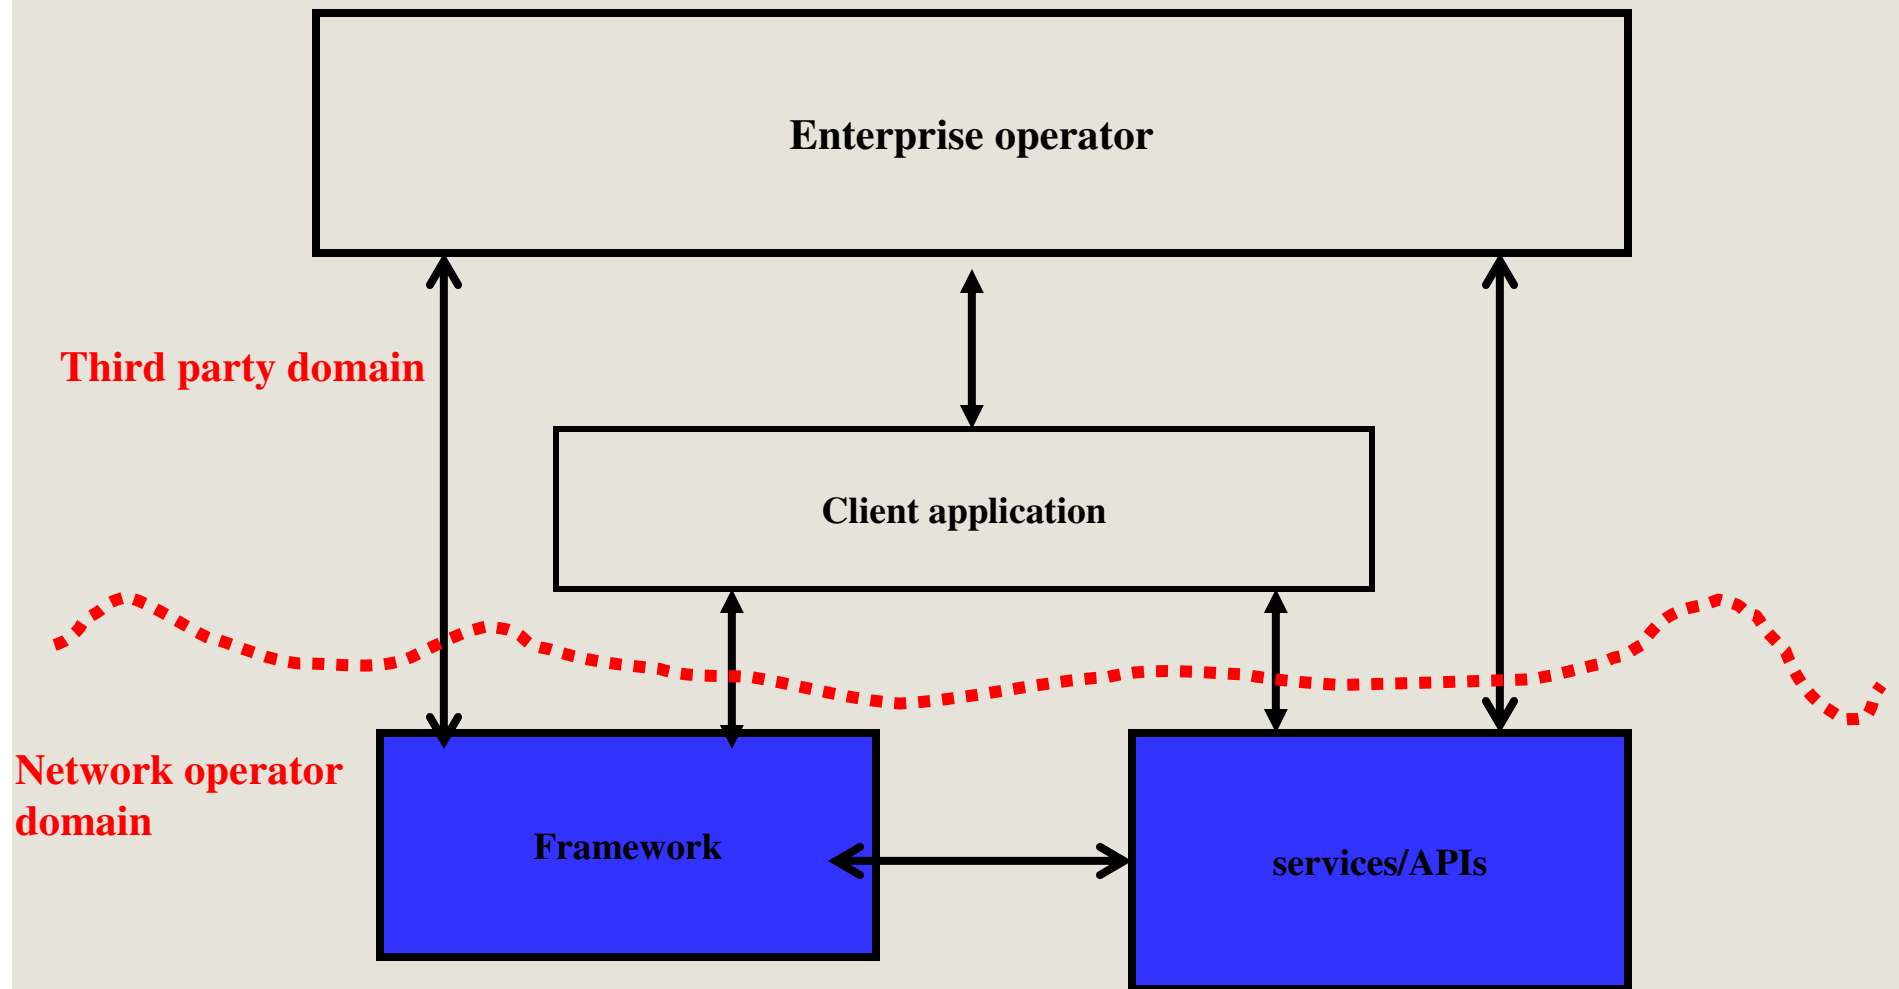 Enterprise operator
Third party domain
Client application
Network operator
domain
Framework
services/APIs